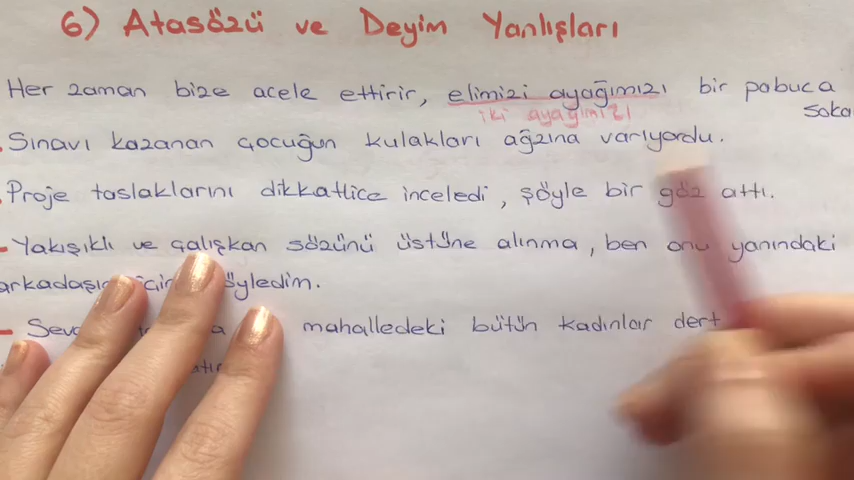 6) Atasözü ve Deyim Yanlışları
Her zaman bize acele ettirir, elimizi ayağımızı bir pabuca
iki ayağımızı
soka
Sınavı kazanan çocuğun kulakları ağzına varıyordu.
Proje taslaklarını dikkatlice inceledi, şöyle bir göz attı.
- Yakışıklı ve çalışkan sözünü üstüne alınma, ben onu yanındaki
söyledim.
mahalledeki bütün kadınlar dert